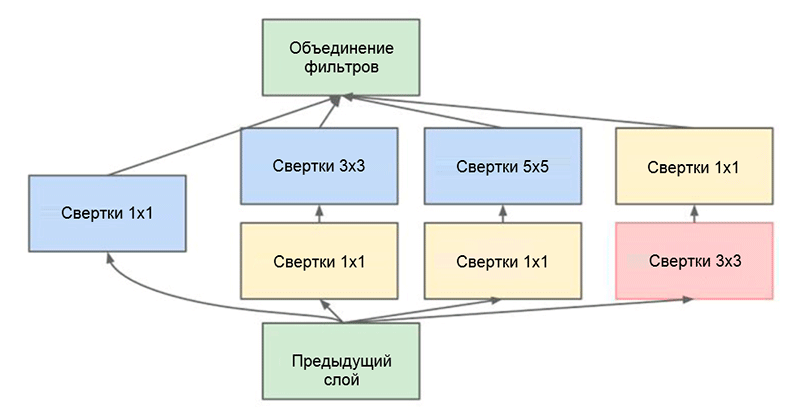 Объединение
фильтров
Свертки 3x3
Свертки 5x5
Свертки 1x1
Свертки 1x1
Свертки 1x1
Свертки 1x1
Свертки 3x3
Предыдущий
слой